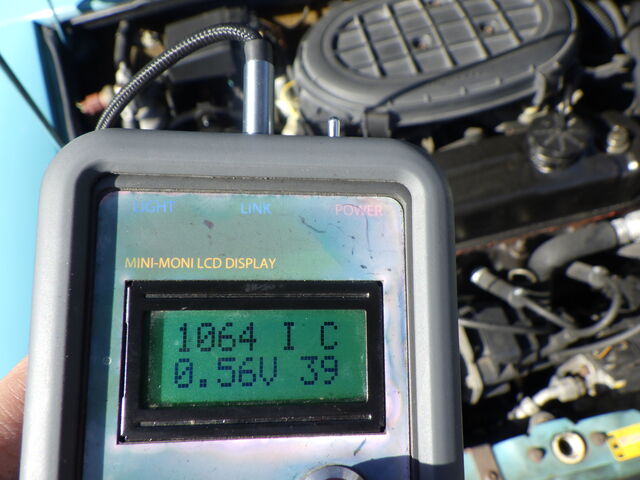 LIGHT LINK POWER
MINI-MONI LCD DISPLAY
1064 I C
0.56V 39